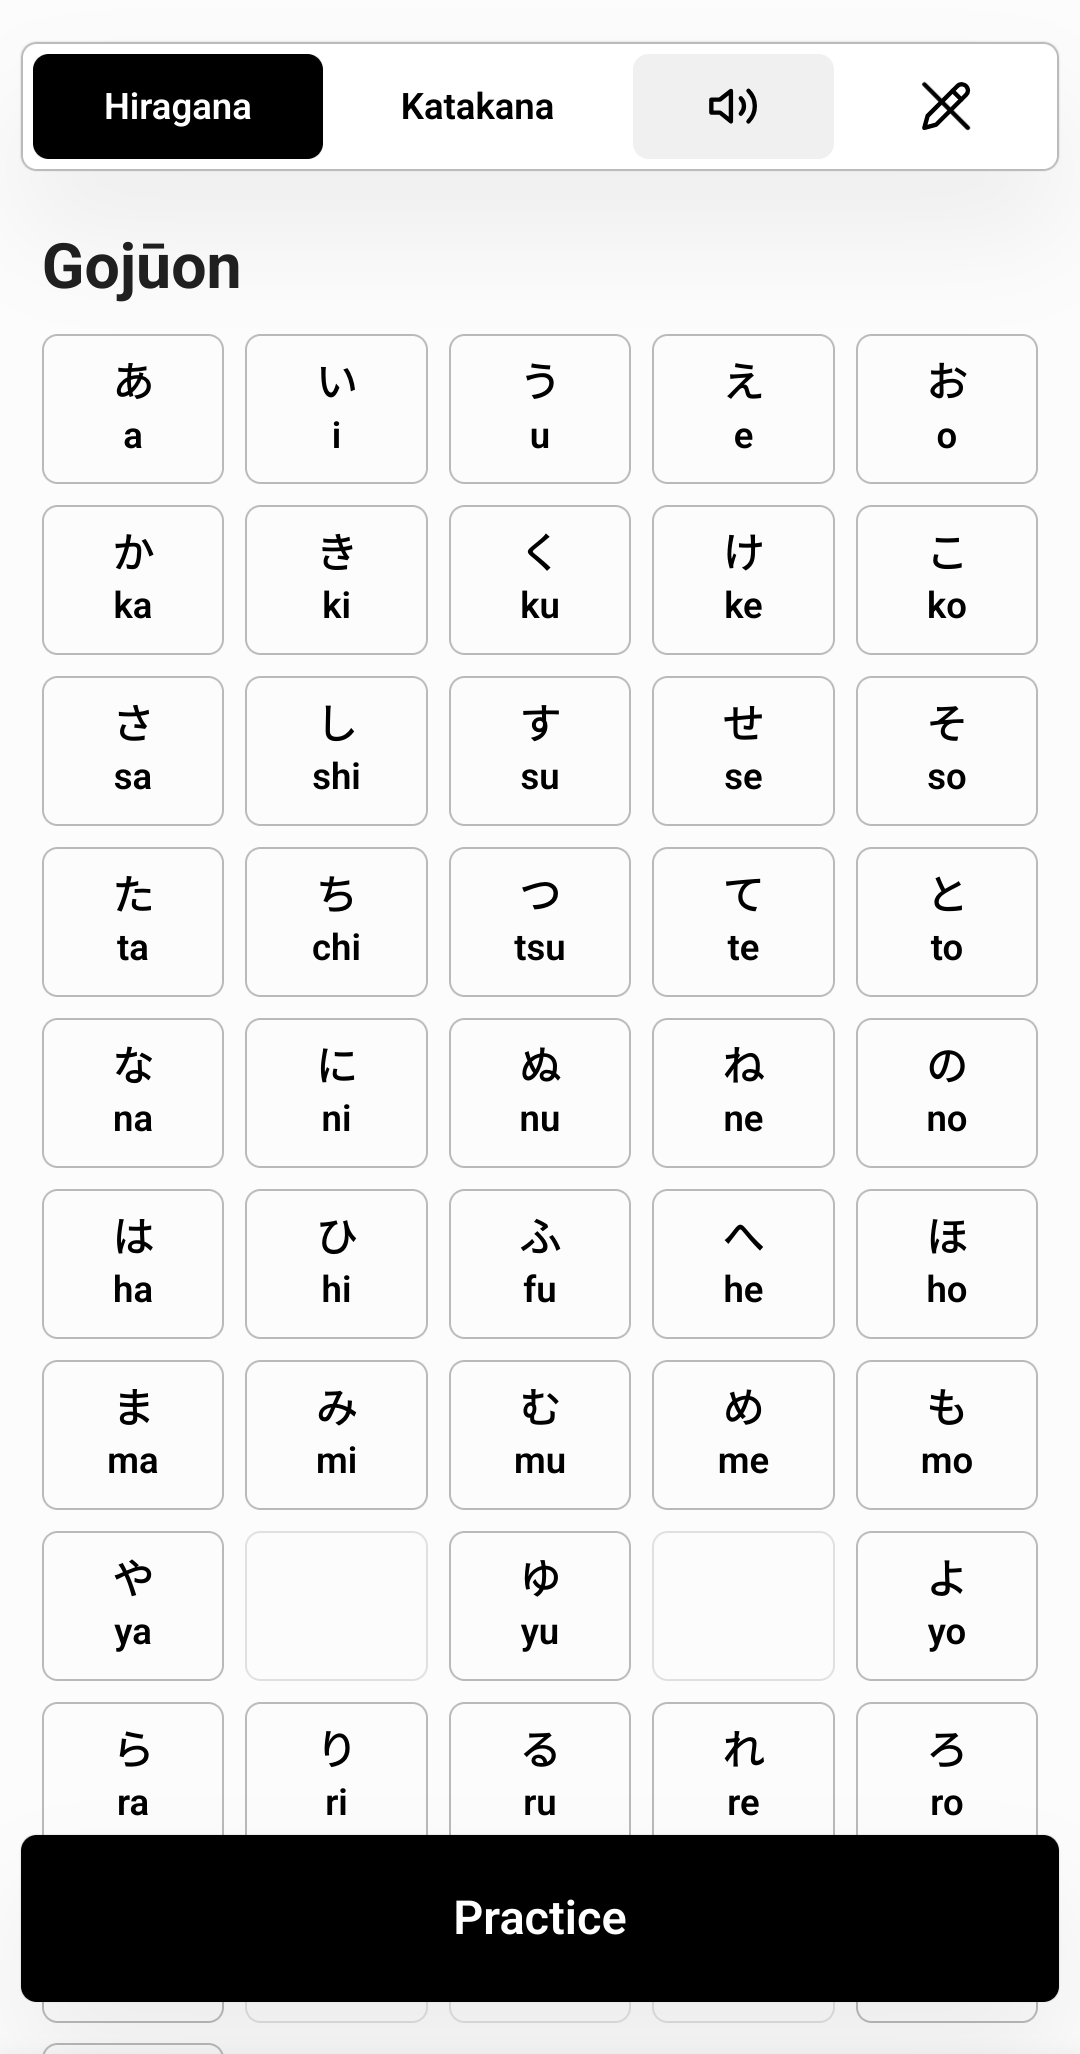 Hiragana Katakana
Gojūon
あ い う え お
a i u e o
か き く け こ
ka ki ku ke ko
さ し す せ そ
sa shi su se so
た ち つ て と
ta chi tsu te to
な に ぬ ね の
na ni nu ne no
は ひ ふ へ ほ
ha hi fu he ho
ま み む め も
ma mi mu me mo
や ゆ よ
ya yu yo
ら り る れ ろ
ra ri ru re ro
Practice